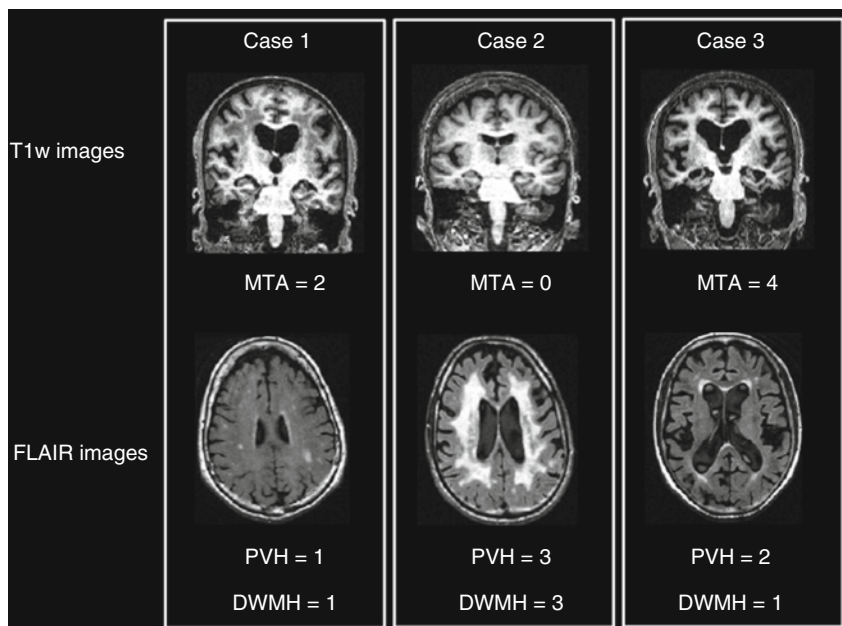 Case 1
Case 2
Case 3
T1w images
MTA = 2
MTA = 0
MTA = 4
FLAIR images
PVH = 1
PVH = 3
PVH = 2
DWMH = 1
DWMH = 3
DWMH = 1